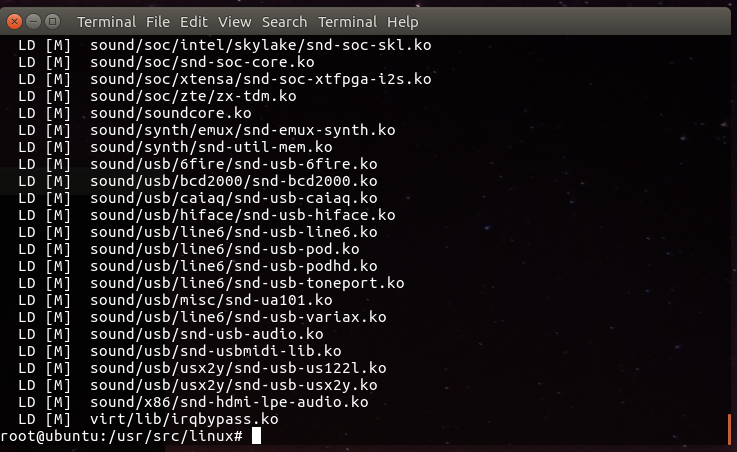 Terminal File Edit View Search Terminal Help
LD [M] sound/soc/intel/skylake/snd-soc-skl.ko
LD [M] sound/soc/snd-soc-core.ko
LD [M] sound/soc/xtensa/snd-soc-xtfpga-i2s.ko
LD [M] sound/soc/zte/zx-tdm.ko
LD [M] sound/soundcore.ko
LD [M] sound/synth/emux/snd-emux-synth.ko
LD [M] sound/synth/snd-util-mem.ko
LD [M] sound/usb/6fire/snd-usb-6fire.ko
LD [M] sound/usb/bcd2000/snd-bcd2000.ko
LD [M] sound/usb/caiaq/snd-usb-caiaq.ko
LD [M] sound/usb/hiface/snd-usb-hiface.ko
LD [M] sound/usb/line6/snd-usb-line6.ko
LD [M] sound/usb/line6/snd-usb-pod.ko
LD [M] sound/usb/line6/snd-usb-podhd.ko
LD [M] sound/usb/line6/snd-usb-toneport.ko
LD [M] sound/usb/misc/snd-ua101.ko
LD [M] sound/usb/line6/snd-usb-variax.ko
LD [M] sound/usb/snd-usb-audio.ko
LD [M] sound/usb/snd-usbmidi-lib.ko
LD [M] sound/usb/usx2y/snd-usb-us122l.ko
LD [M] sound/usb/usx2y/snd-usb-usx2y.ko
LD [M] sound/x86/snd-hdmi-lpe-audio.ko
LD [M] virt/lib/irqbypass.ko
root@ubuntu:/usr/src/linux#